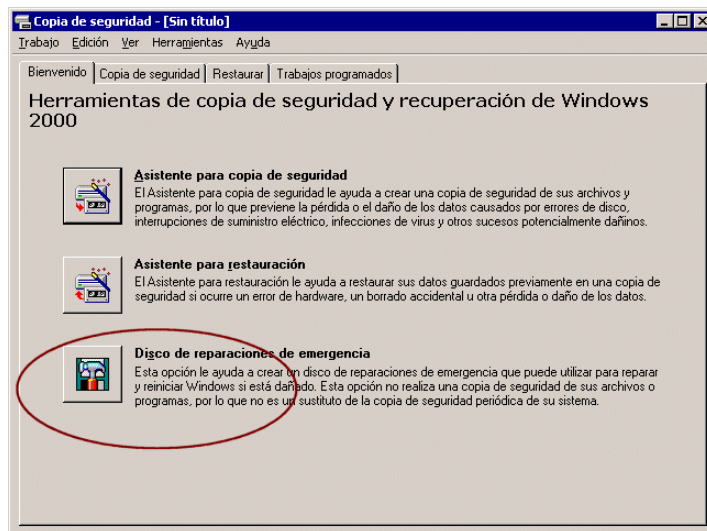 Copia de seguridad - [Sin título]
Trabajo Edición Ver Herramientas Ayuda
Bienvenido Copia de seguridad Restaurar Trabajos programados
Herramientas de copia de seguridad y recuperación de Windows
2000
Asistente para copia de seguridad
El Asistente para copia de seguridad le ayuda a crear una copia de seguridad de sus archivos y
programas, por lo que previene la pérdida o el daño de los datos causados por errores de disco,
interrupciones de suministro eléctrico, infecciones de virus y otros sucesos potencialmente dañinos.
Asistente para restauración
El Asistente para restauración le ayuda a restaurar sus datos guardados previamente en una copia de
seguridad si ocurre un error de hardware, un borrado accidental u otra pérdida o daño de los datos.
Disco de reparaciones de emergencia
Esta opción le ayuda a crear un disco de reparaciones de emergencia que puede utilizar para reparar
y reiniciar Windows si está dañado. Esta opción no realiza una copia de seguridad de sus archivos o
programas, por lo que no es un sustituto de la copia de seguridad periódica de su sistema.